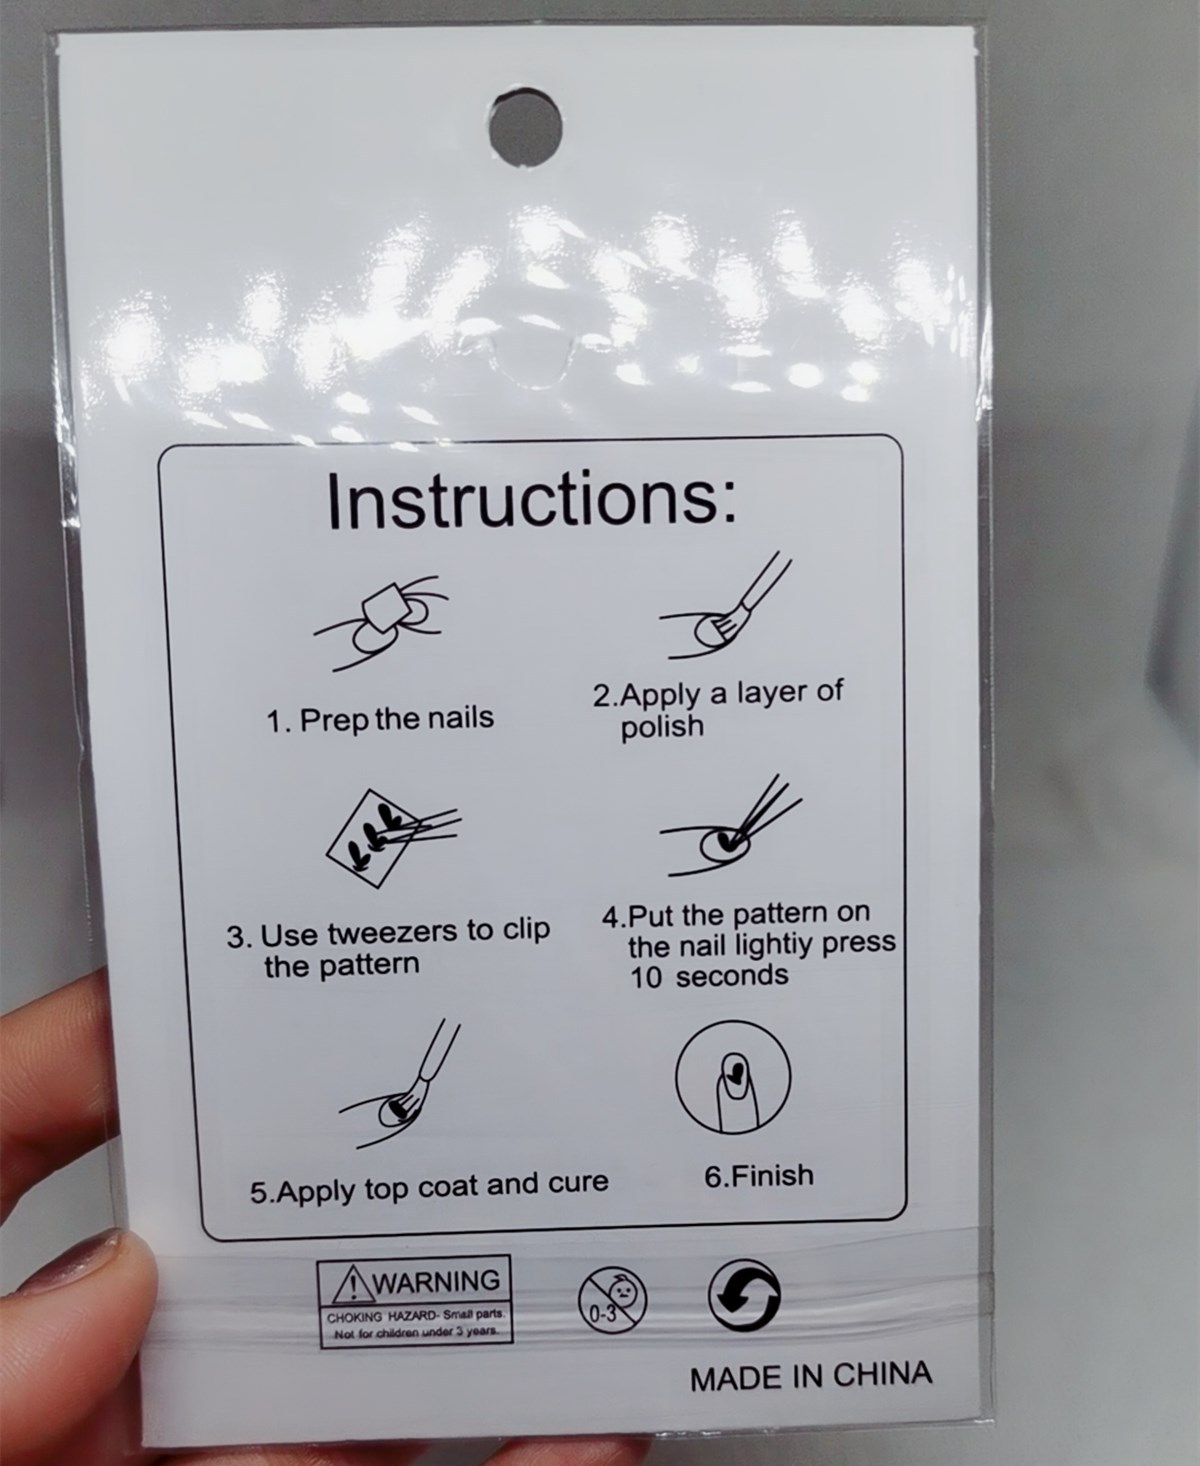 Instructions:
1. Prep the nails
2.Apply a layer of
polish
3. Use tweezers to clip
the pattern
4.Put the pattern on
the nail lightiy press
10 seconds
5.Apply top coat and cure
6.Finish
WARNING
CHOKING HAZARD- Small parts.
Not for children under 3 years.
0-3
MADE IN CHINA